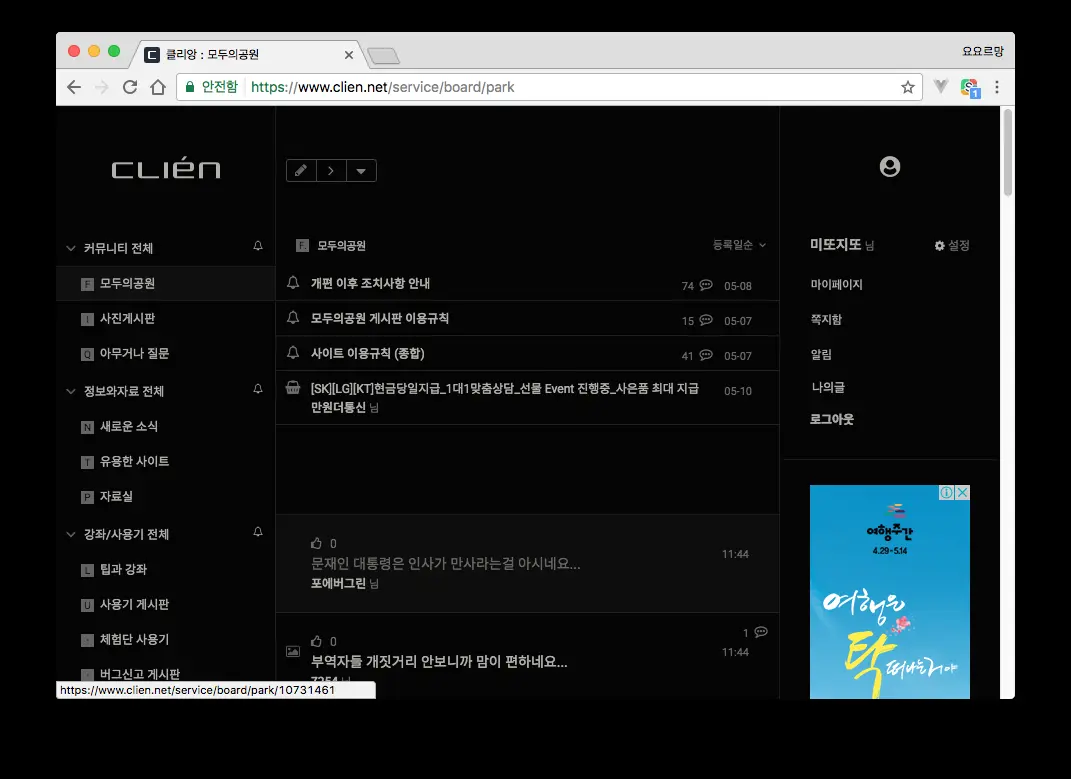 클리앙 : 모두의공원
요요르망
안전함 https://www.clien.net/service/board/park
1
CLIÉN
커뮤니티 전체
F 모두의공원
I 사진게시판
Q 아무거나 질문
정보와자료 전체
N 새로운 소식
T 유용한 사이트
P 자료실
강좌/사용기 전체
L 팁과 강좌
U 사용기 게시판
체험단 사용기
버그신고 게시판
https://www.clien.net/service/board/park/10731461
F 모두의공원 등록일순
개편 이후 조치사항 안내 74 05-08
모두의공원 게시판 이용규칙 15 05-07
사이트 이용규칙 (종합) 41 05-07
[SK][LG][KT]현금당일지급_1대1맞춤상담_선물 Event 진행중_사은품 최대 지급 05-10
만원더통신 님
0
문재인 대통령은 인사가 만사라는걸 아시네요... 11:44
포에버그린 님
0 1
부역자들 개짓거리 안보니까 맘이 편하네요... 11:44
7254 님
미또지또 님 설정
마이페이지
쪽지함
알림
나의글
로그아웃
여행주간
4.29-5.14
여행은
탁
떠나는거야